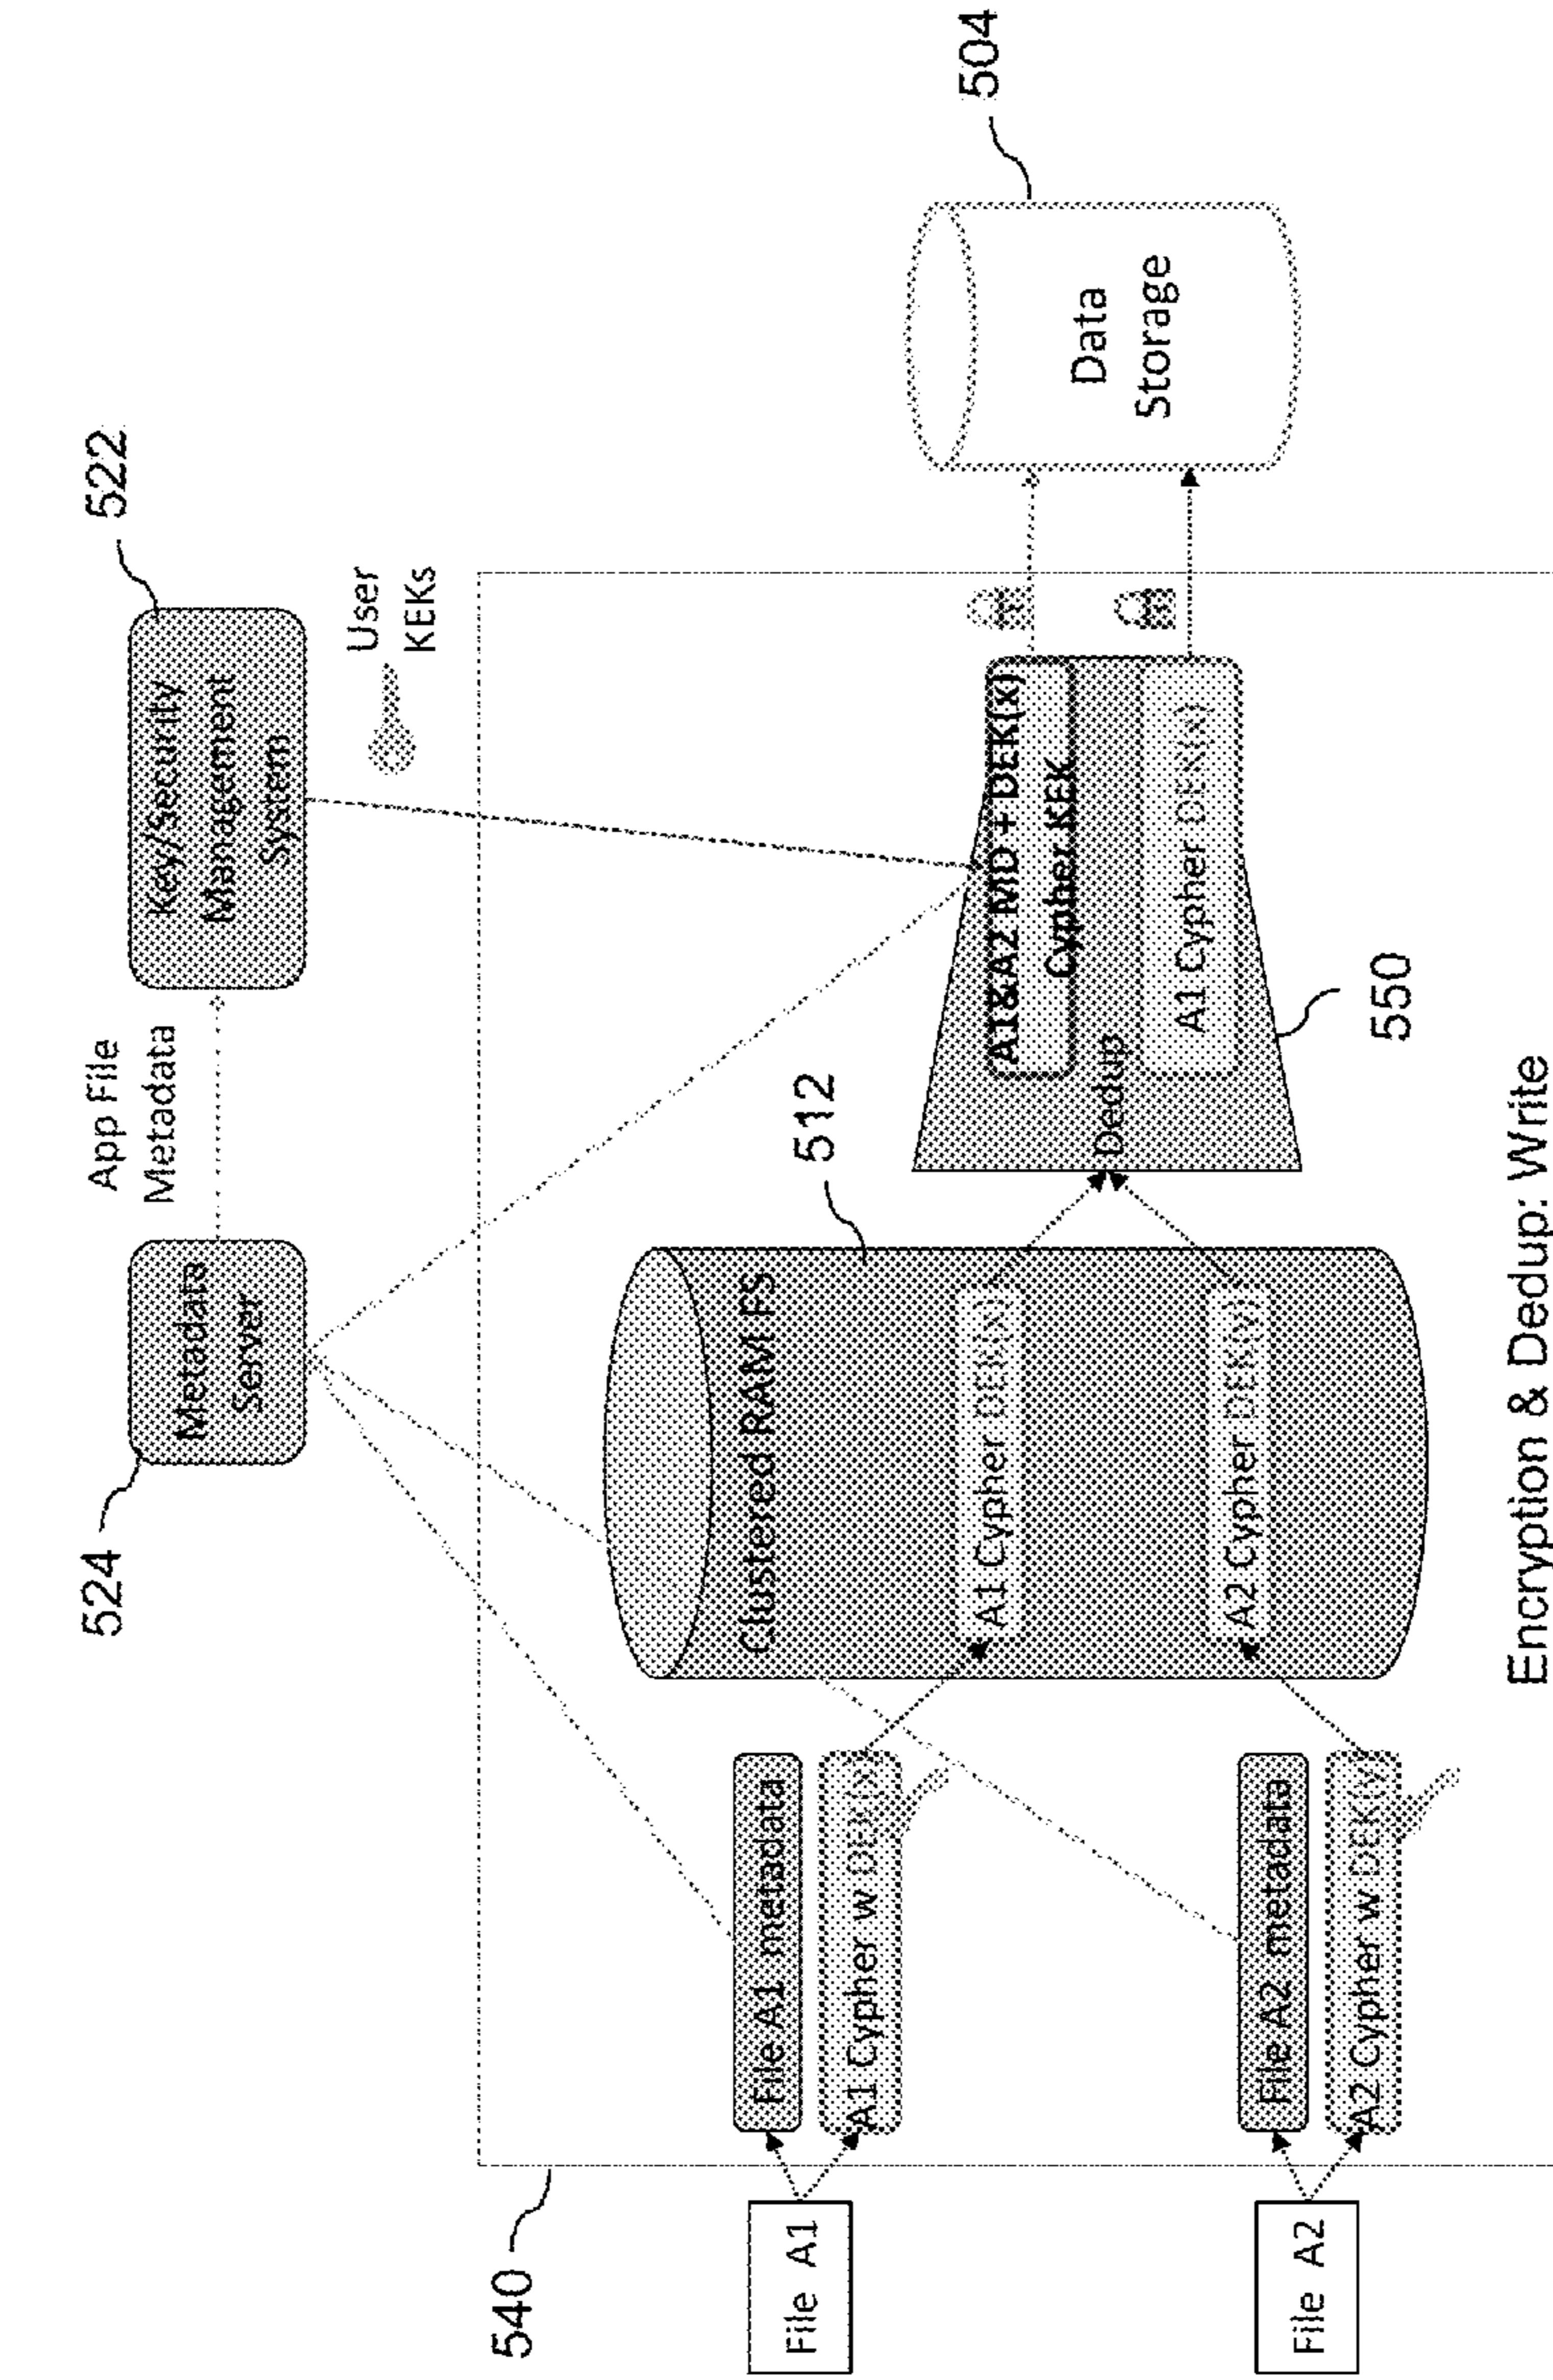 524
Metadata
Server
App File
Metadata
522
Key/security
Management
System
User
KEKs
540
File A1
File A1 metadata
A1 Cypher w DEK(x)
File A2
File A2 metadata
A2 Cypher w DEK(y)
512
Clustered RAM FS
A1 Cypher DEK(x)
A2 Cypher DEK(y)
Dedup
A1&A2 MD + DEK(x)
Cypher KEK
A1 Cypher DEK(x)
550
504
Data
Storage
Encryption & Dedup: Write